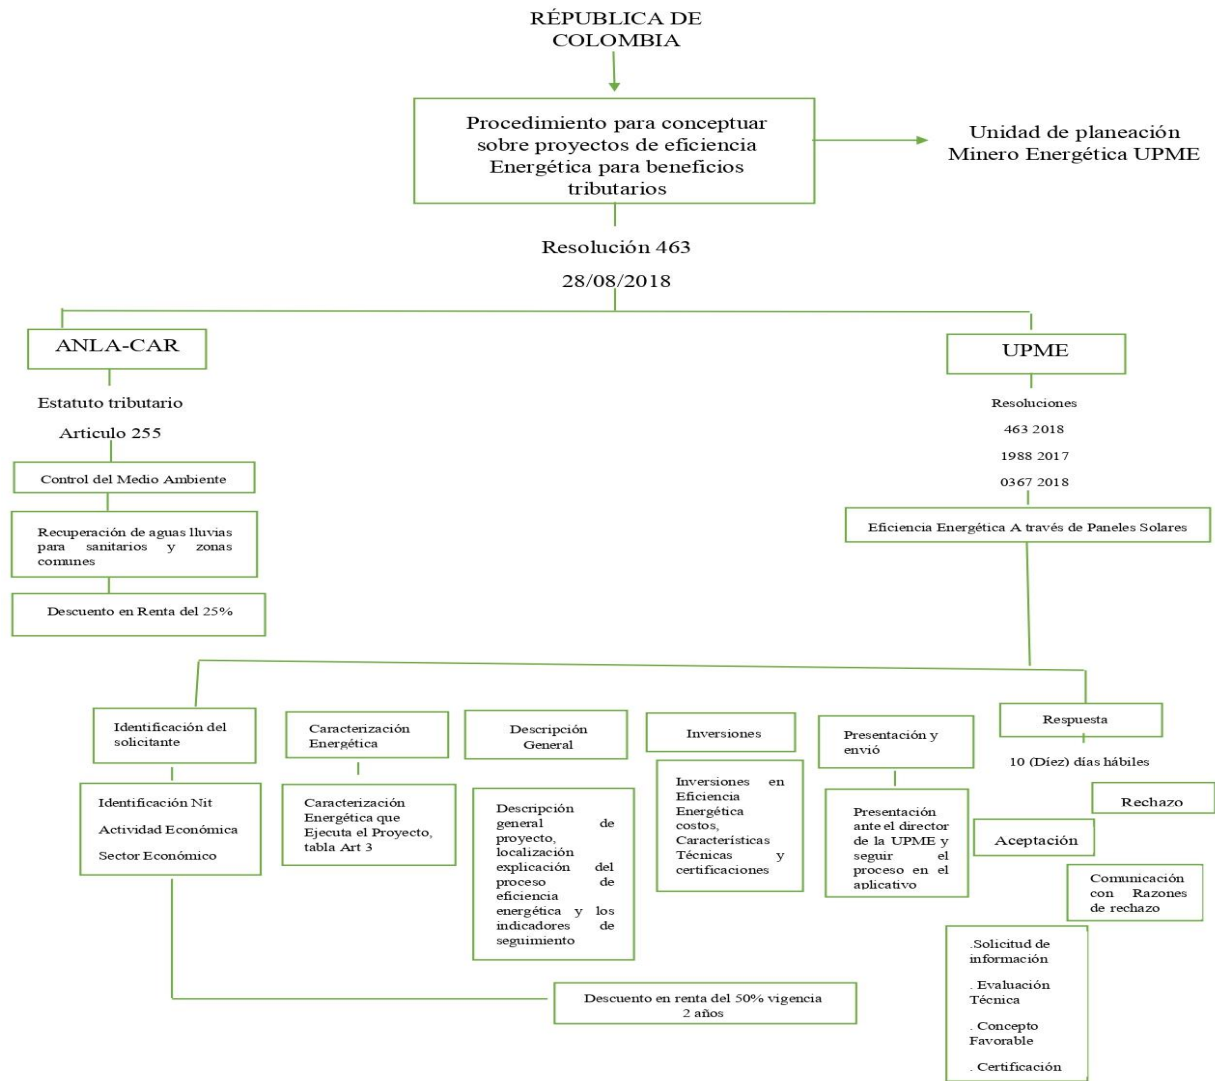 RÉPUBLICA DE
COLOMBIA
Procedimiento para conceptuar
sobre proyectos de eficiencia
Energética para beneficios
tributarios
Unidad de planeación
Minero Energética UPME
Resolución 463
28/08/2018
ANLA-CAR
Estatuto tributario
Articulo 255
Control del Medio Ambiente
Recuperación de aguas lluvias
para sanitarios y zonas
comunes
Descuento en Renta del 25%
UPME
Resoluciones
463 2018
1988 2017
0367 2018
Eficiencia Energética A través de Paneles Solares
Identificación del
solicitante
Identificación Nit
Actividad Económica
Sector Económico
Caracterización
Energética
Caracterización
Energética que
Ejecuta el Proyecto,
tabla Art 3
Descripción
General
Descripción
general de
proyecto,
localización
explicación del
proceso de
eficiencia
energética y los
indicadores de
seguimiento
Inversiones
Inversiones en
Eficiencia
Energética
costos,
Características
Técnicas y
certificaciones
Presentación y
envió
Presentación
ante el director
de la UPME y
seguir el
proceso en el
aplicativo
Respuesta
10 (Díez) días hábiles
Rechazo
Aceptación
Comunicación
con Razones
de rechazo
.Solicitud de
información
. Evaluación
Técnica
. Concepto
Favorable
. Certificación
Descuento en renta del 50% vigencia
2 años